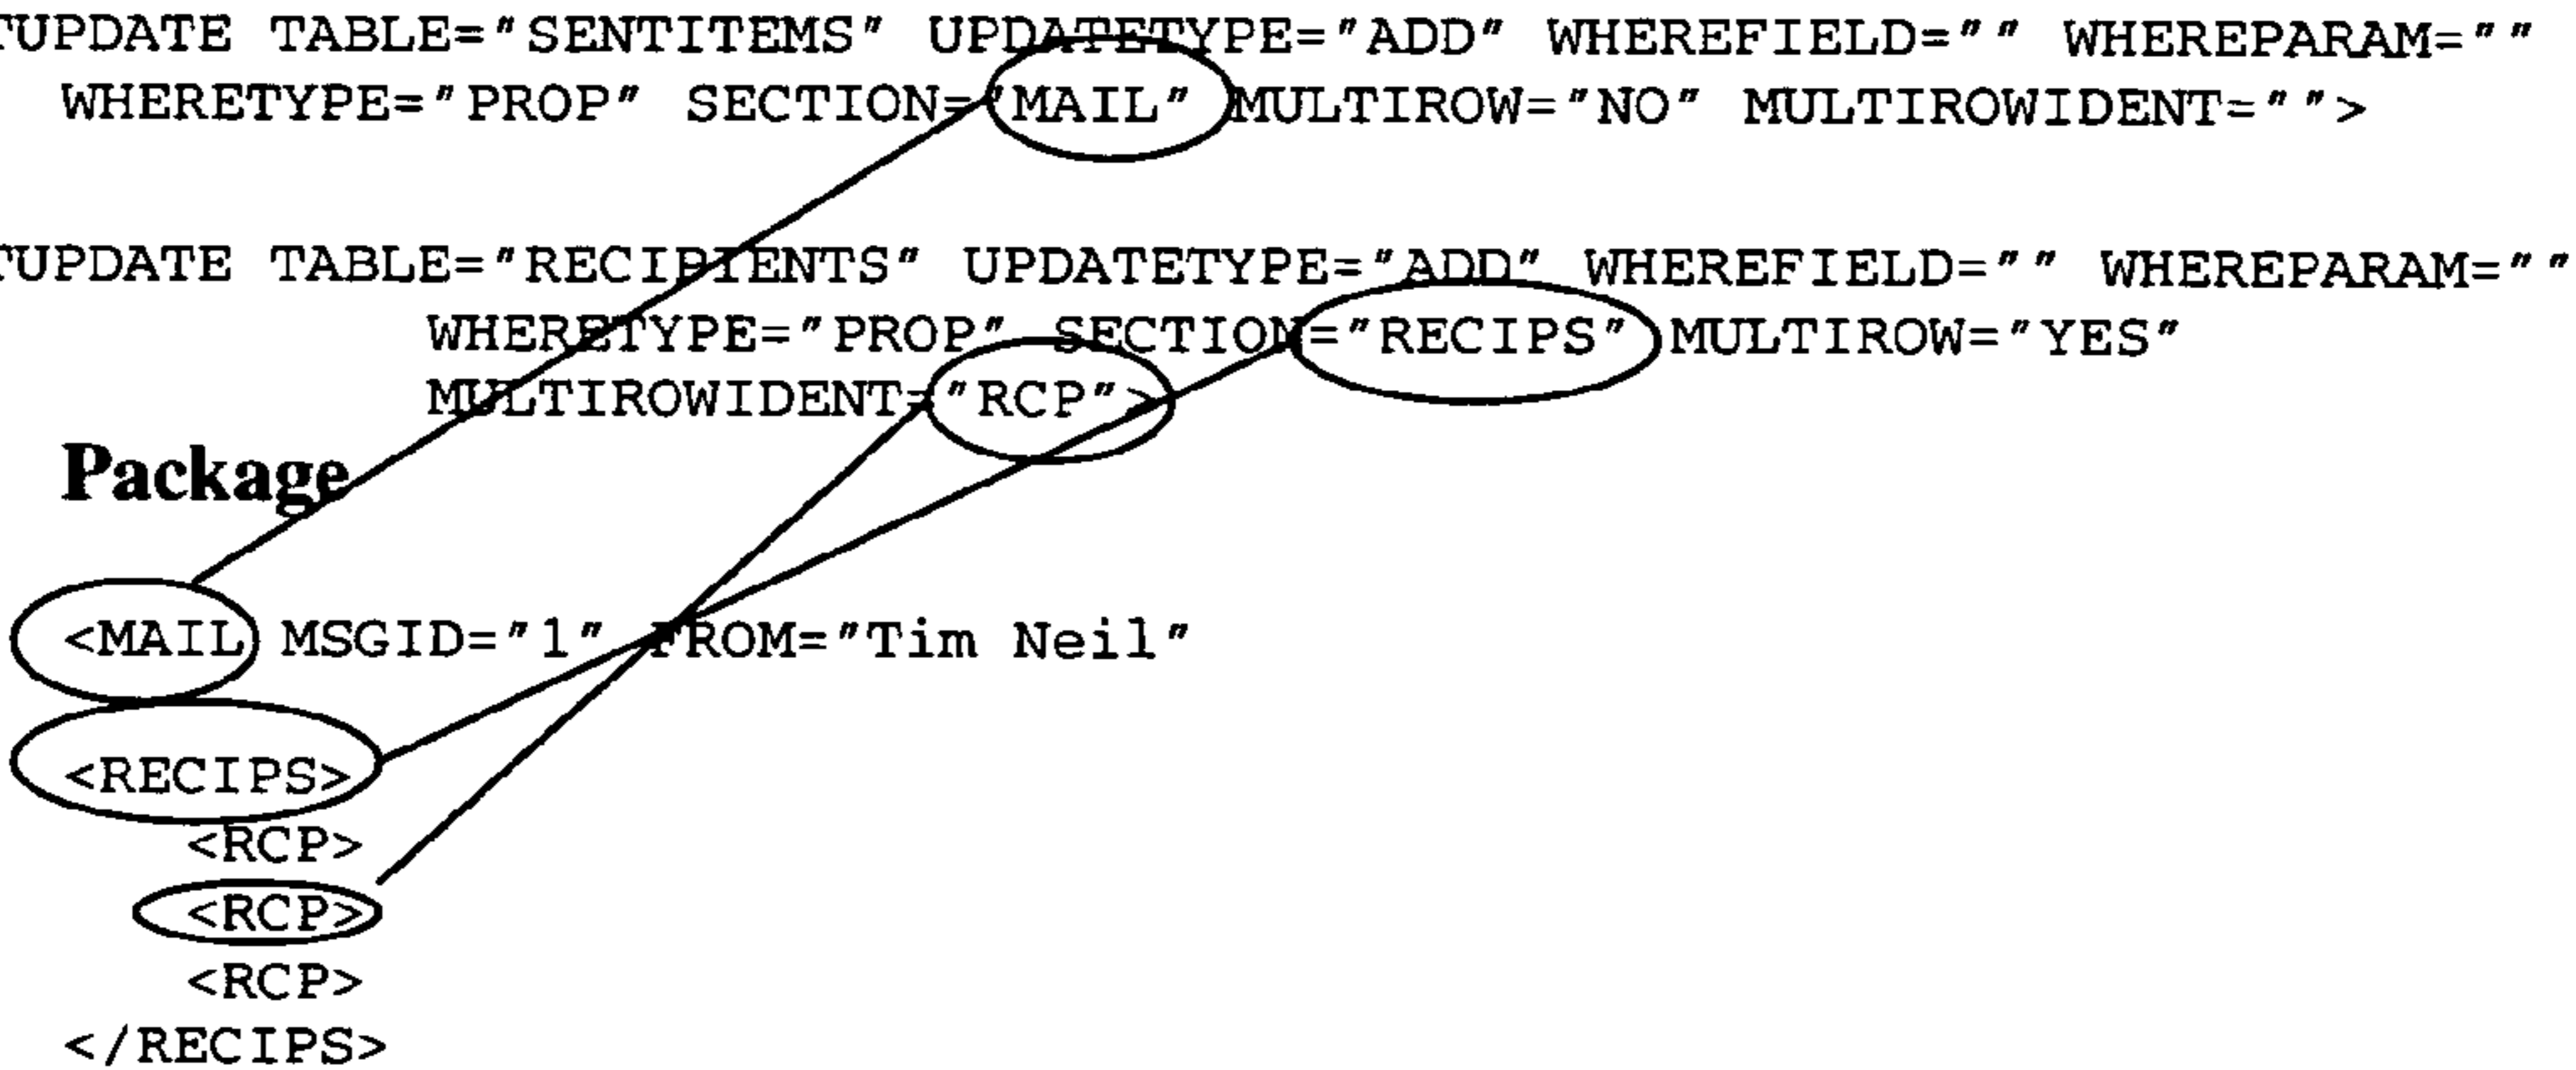 TUPDATE TABLE="SENTITEMS" UPDATETYPE="ADD" WHEREFIELD="" WHEREPARAM=""
WHERETYPE="PROP" SECTION="MAIL" MULTIROW="NO" MULTIROWIDENT="">
TUPDATE TABLE="RECIPIENTS" UPDATETYPE="ADD" WHEREFIELD="" WHEREPARAM=""
WHERETYPE="PROP" SECTION="RECIPS" MULTIROW="YES"
MULTIROWIDENT="RCP">
Package
<MAIL MSGID="1" FROM="Tim Neil"
<RECIPS>
<RCP>
<RCP>
<RCP>
</RECIPS>